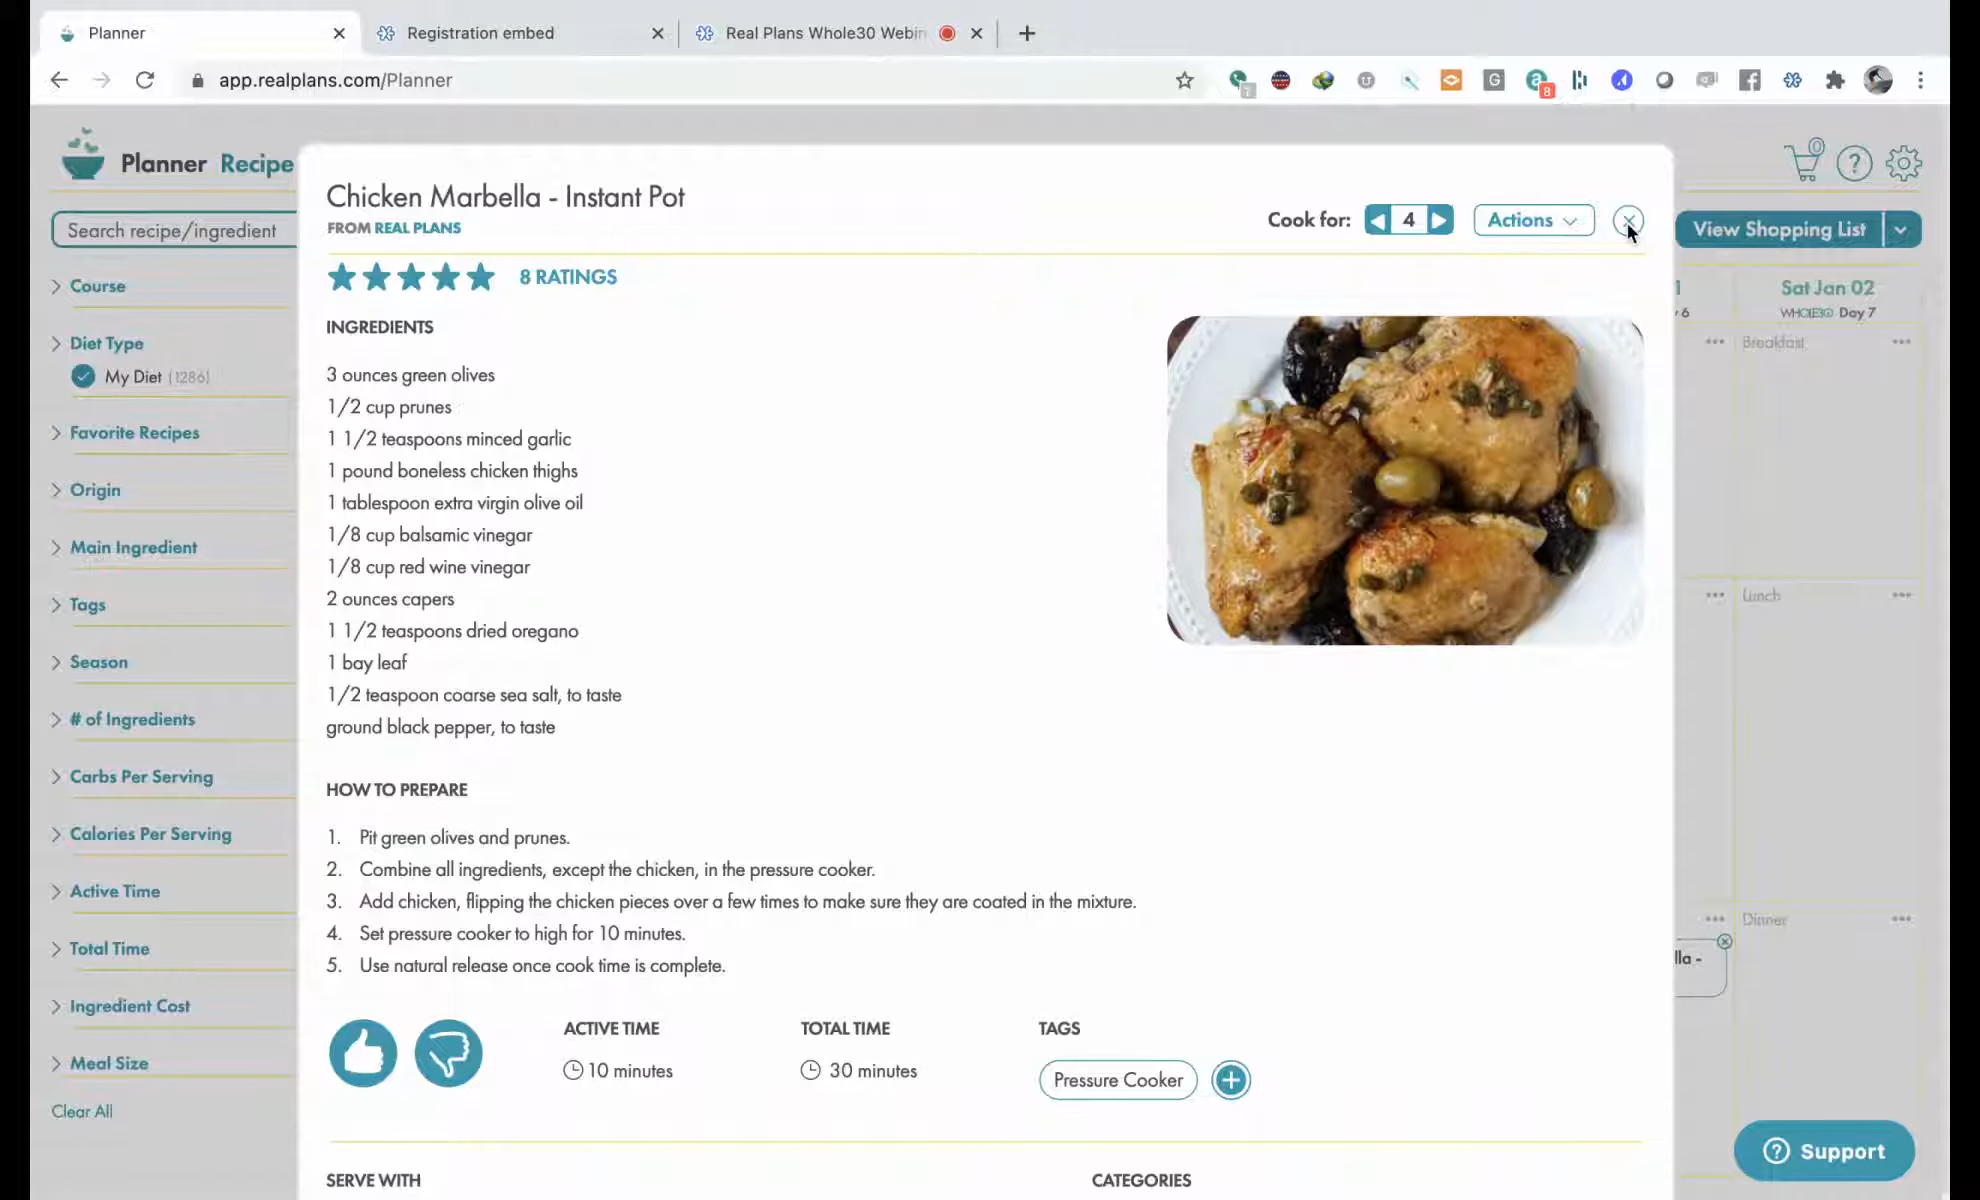 Planner
Registration embed
Real Plans Whole30 Webin
app.realplans.com/Planner
7
8
Planner Recipe
0
?
Search recipe/ingredient
Course
Diet Type
My Diet (1286)
Favorite Recipes
Origin
Main Ingredient
Tags
Season
# of Ingredients
Carbs Per Serving
Calories Per Serving
Active Time
Total Time
Ingredient Cost
Meal Size
Clear All
Chicken Marbella - Instant Pot
FROM REAL PLANS
Cook for: 4
Actions
8 RATINGS
INGREDIENTS
3 ounces green olives
1/2 cup prunes
1 1/2 teaspoons minced garlic
1 pound boneless chicken thighs
1 tablespoon extra virgin olive oil
1/8 cup balsamic vinegar
1/8 cup red wine vinegar
2 ounces capers
1 1/2 teaspoons dried oregano
1 bay leaf
1/2 teaspoon coarse sea salt, to taste
ground black pepper, to taste
HOW TO PREPARE
1. Pit green olives and prunes.
2. Combine all ingredients, except the chicken, in the pressure cooker.
3. Add chicken, flipping the chicken pieces over a few times to make sure they are coated in the mixture.
4. Set pressure cooker to high for 10 minutes.
5. Use natural release once cook time is complete.
ACTIVE TIME
10 minutes
TOTAL TIME
30 minutes
TAGS
Pressure Cooker
SERVE WITH
CATEGORIES
View Shopping List
Sat Jan 02
6
WHOLE30 Day 7
Breakfast
Lunch
Dinner
lla -
Support